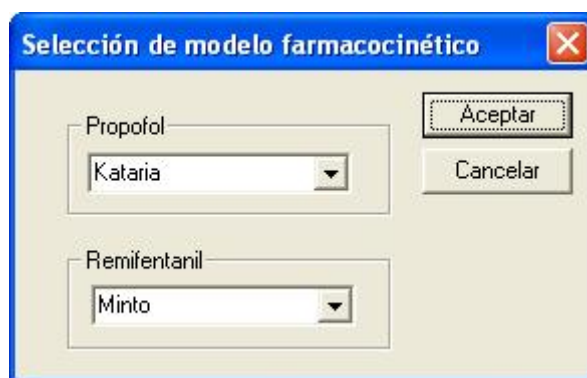 Selección de modelo farmacocinético
Propofol
Kataria
Aceptar
Cancelar
Remifentanil
Minto